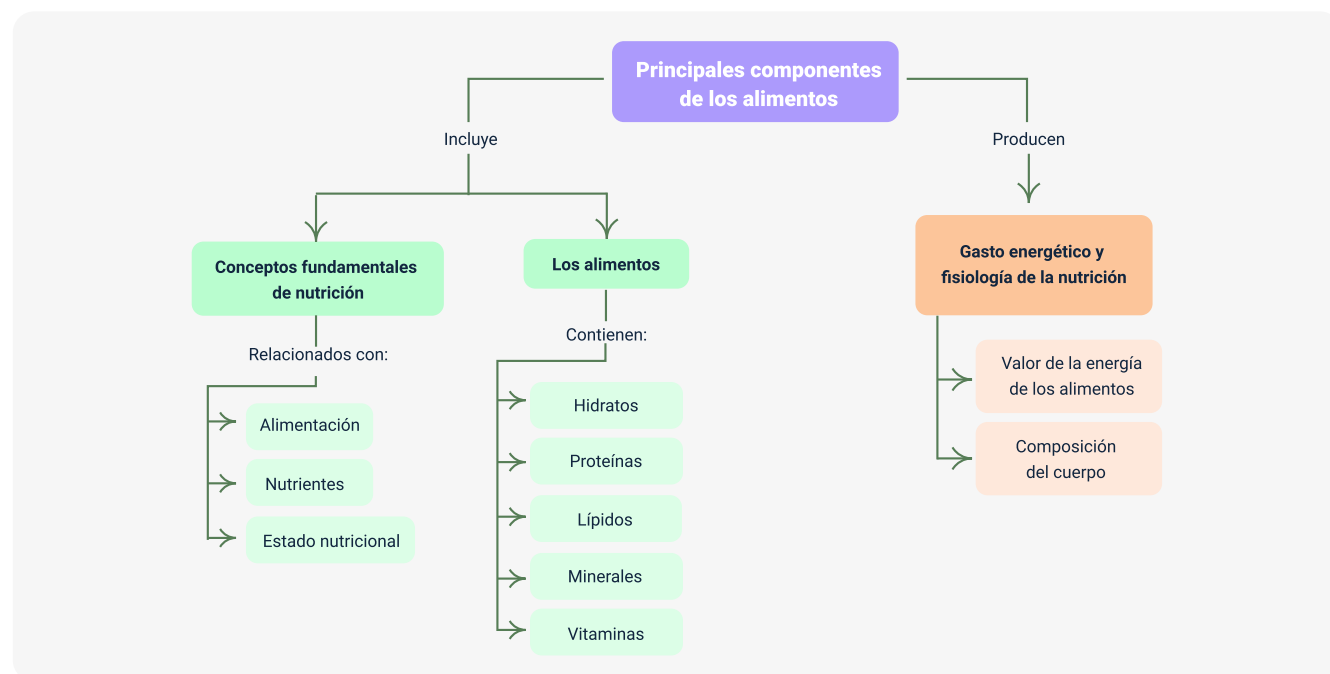 Principales componentes
de los alimentos
Incluye
Producen
Conceptos fundamentales
de nutrición
Relacionados con:
Alimentación
Nutrientes
Estado nutricional
Los alimentos
Contienen:
Hidratos
Proteínas
Lípidos
Minerales
Vitaminas
Gasto energético y
fisiología de la nutrición
Valor de la energía
de los alimentos
Composición
del cuerpo